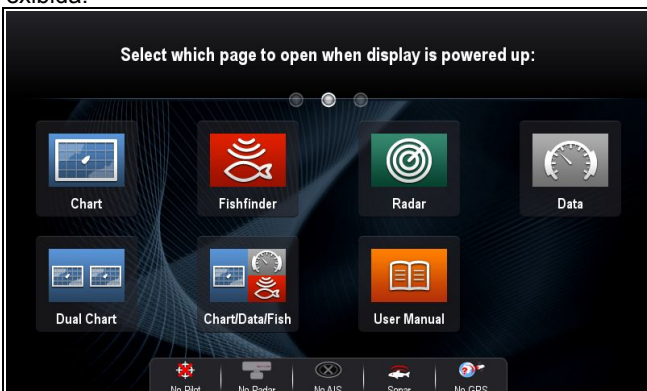 exibida.
Select which page to open when display is powered up:
Chart
Fishfinder
Radar
Data
Dual Chart
Chart/Data/Fish
User Manual
No Pilot
No Radar
No AIS
Sonar
No GPS